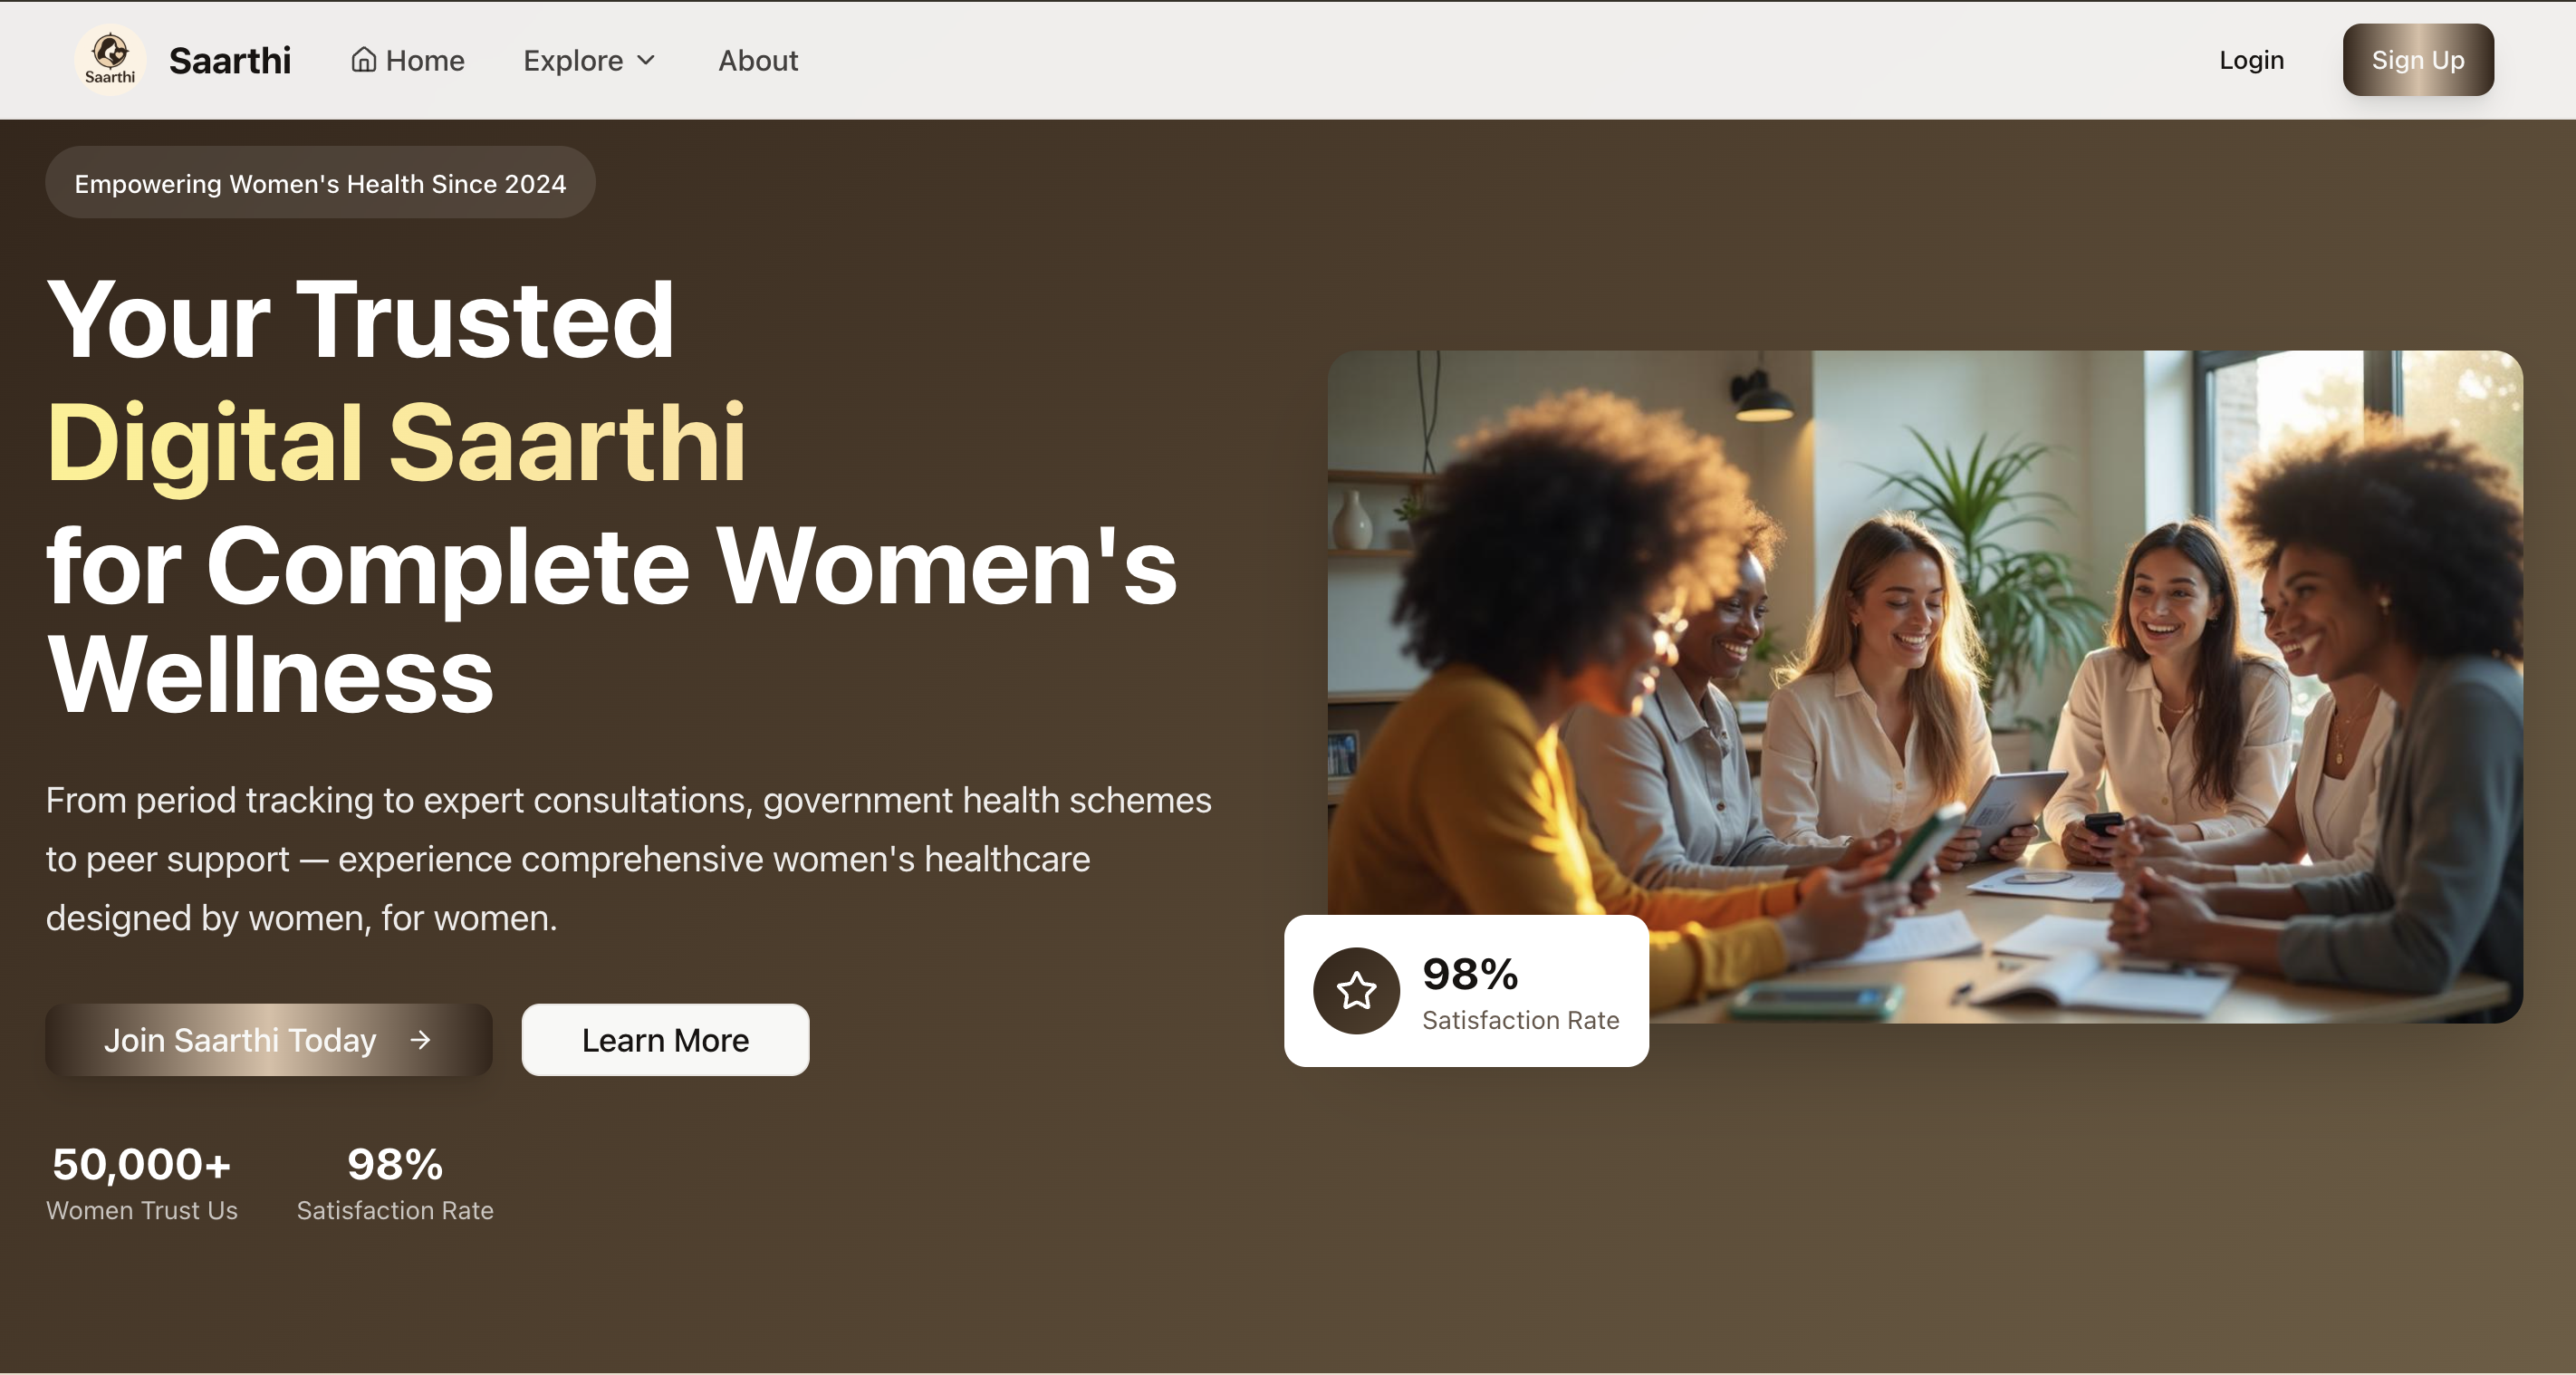 Saarthi
Saarthi
Home
Explore
About
Login
Sign Up
Empowering Women's Health Since 2024
Your Trusted
Digital Saarthi
for Complete Women's
Wellness
From period tracking to expert consultations, government health schemes
to peer support — experience comprehensive women's healthcare
designed by women, for women.
Join Saarthi Today →
Learn More
50,000+
Women Trust Us
98%
Satisfaction Rate
98%
Satisfaction Rate